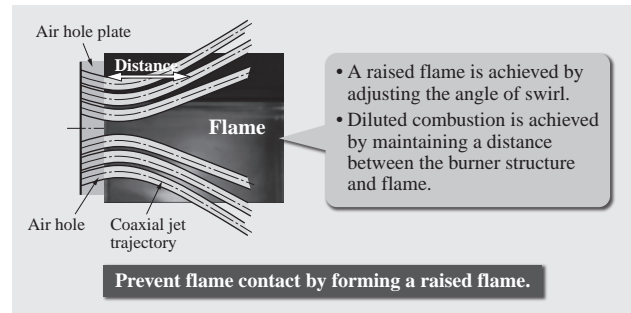 Air hole plate
Distance
Flame
Air hole
Coaxial jet
trajectory
• A raised flame is achieved by
adjusting the angle of swirl.
• Diluted combustion is achieved
by maintaining a distance
between the burner structure
and flame.
Prevent flame contact by forming a raised flame.